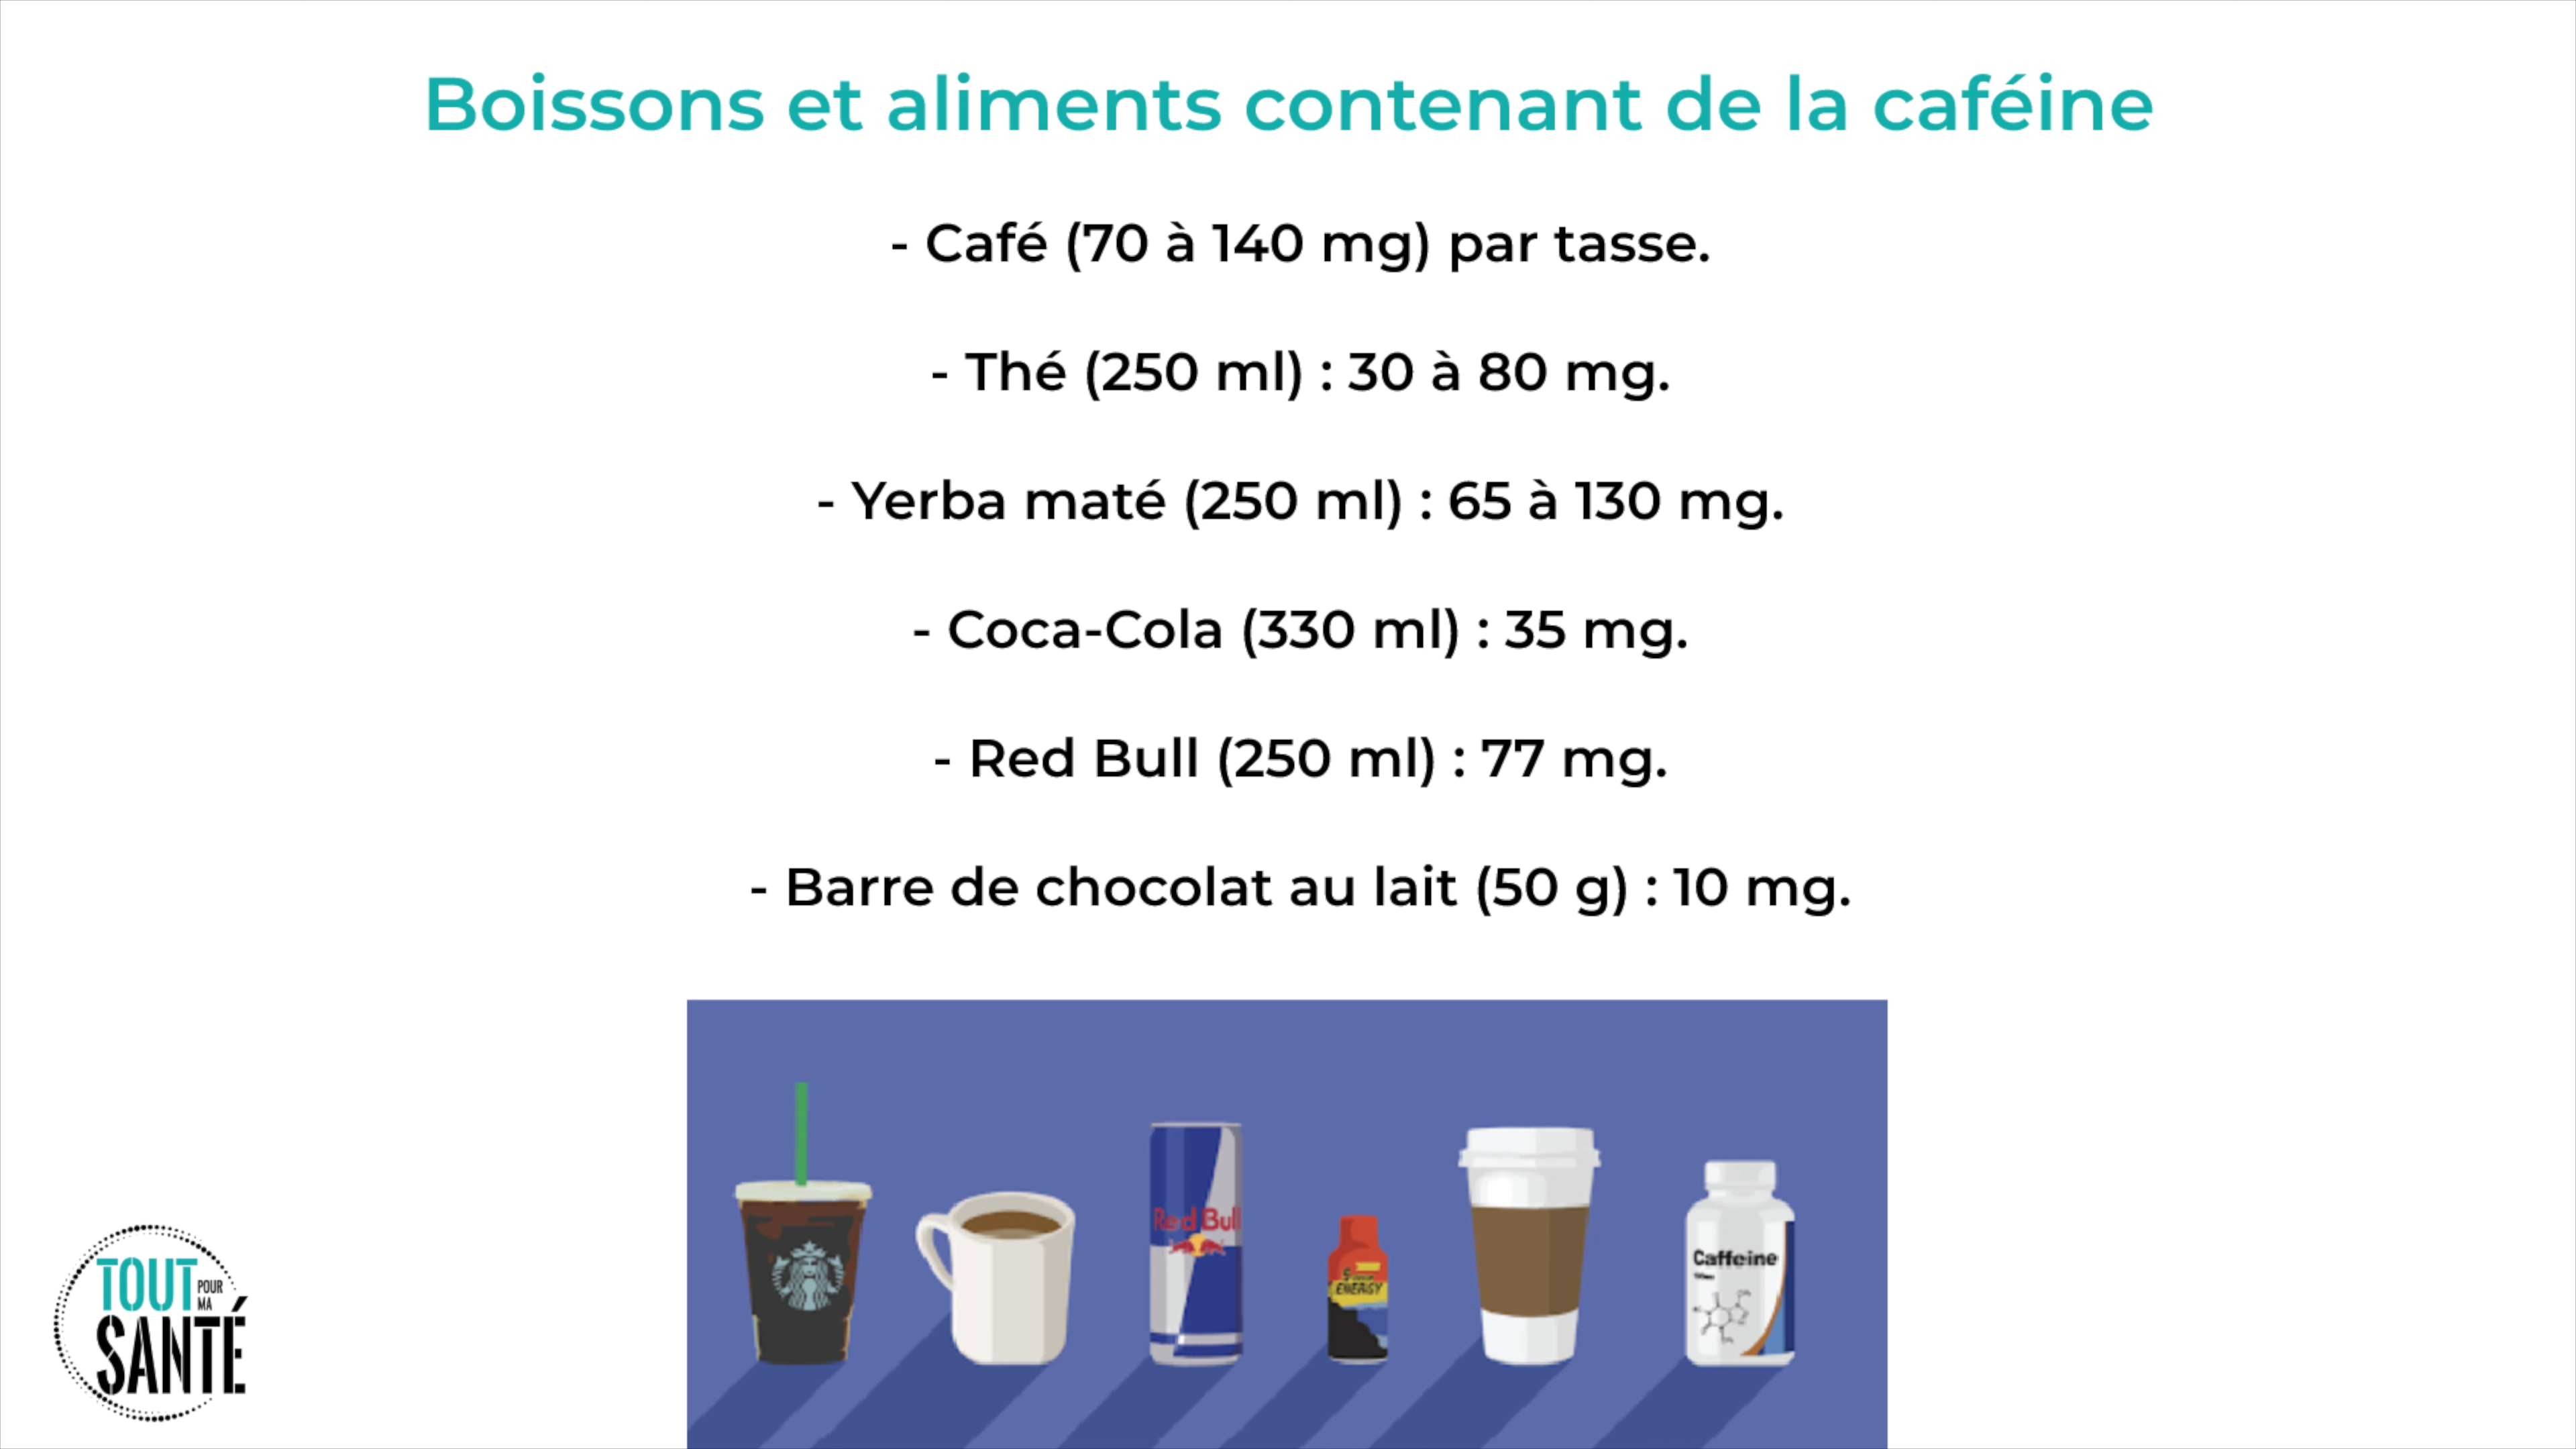 Boissons et aliments contenant de la caféine
- Café (70 à 140 mg) par tasse.
- Thé (250 ml) : 30 à 80 mg.
- Yerba maté (250 ml) : 65 à 130 mg.
- Coca-Cola (330 ml) : 35 mg.
- Red Bull (250 ml) : 77 mg.
- Barre de chocolat au lait (50 g) : 10 mg.
Red Bull
ENERGY
Caffeine
TOUT POUR MA
SANTÉ